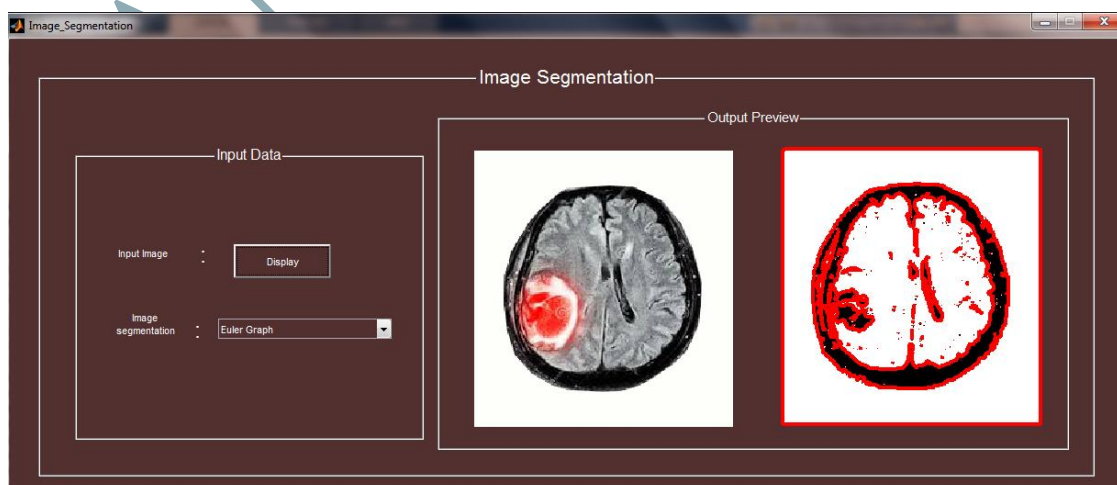 Image_Segmentation
Image Segmentation
Input Data
Input Image :
Display
Image
segmentation :
Euler Graph
Output Preview